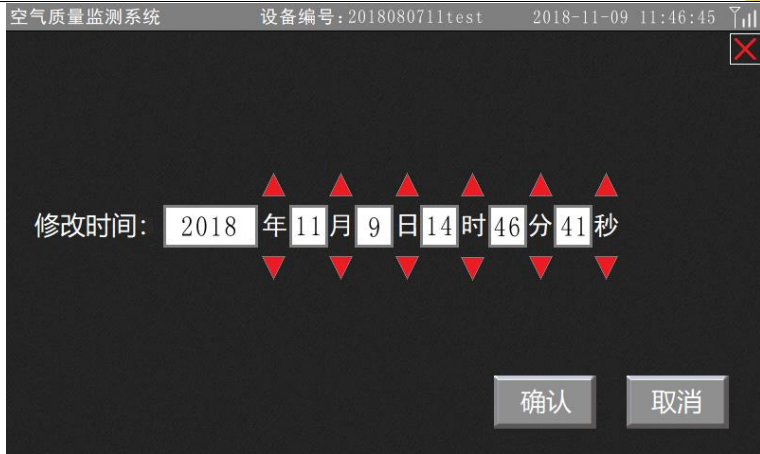 空气质量监测系统 设备编号:2018080711test 2018-11-09 11:46:45
修改时间: 2018 年 11 月 9 日 14 时 46 分 41 秒
确认 取消